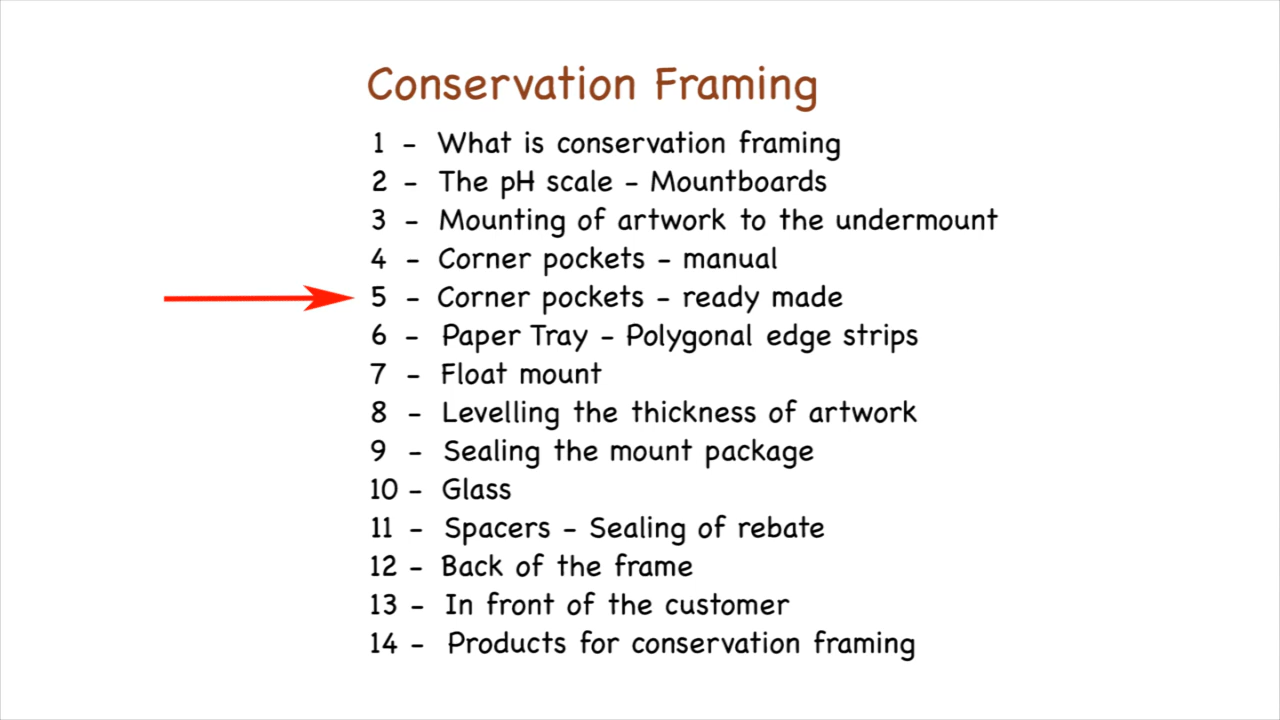 Conservation Framing
1 - What is conservation framing
2 - The pH scale - Mountboards
3 - Mounting of artwork to the undermount
4 - Corner pockets - manual
5 - Corner pockets - ready made
6 - Paper Tray - Polygonal edge strips
7 - Float mount
8 - Levelling the thickness of artwork
9 - Sealing the mount package
10 - Glass
11 - Spacers - Sealing of rebate
12 - Back of the frame
13 - In front of the customer
14 - Products for conservation framing